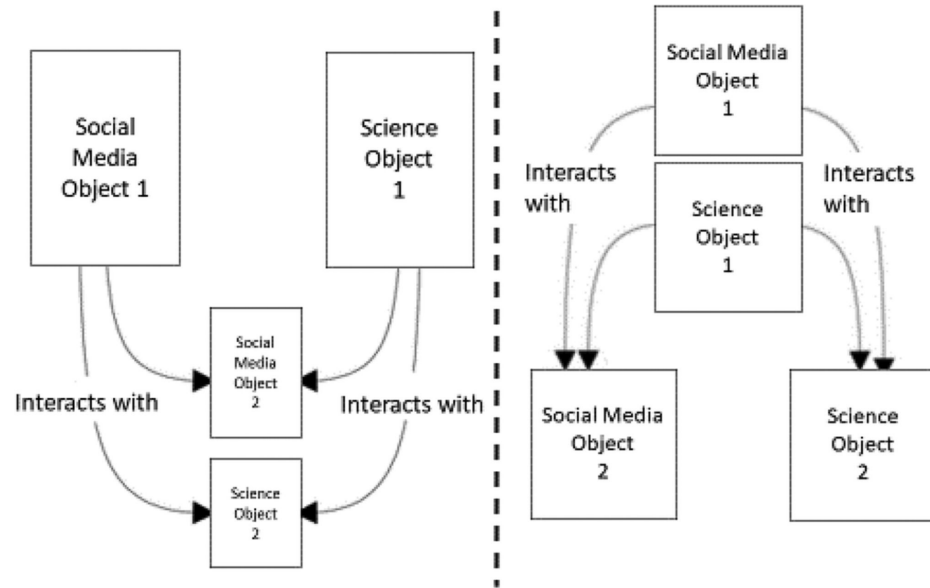 Social
Media
Object 1
Science
Object
1
Social
Media
Object
2
Interacts with
Interacts with
Science
Object
2
Social Media
Object
1
Interacts
with
Interacts
with
Science
Object
1
Social Media
Object
2
Science
Object
2